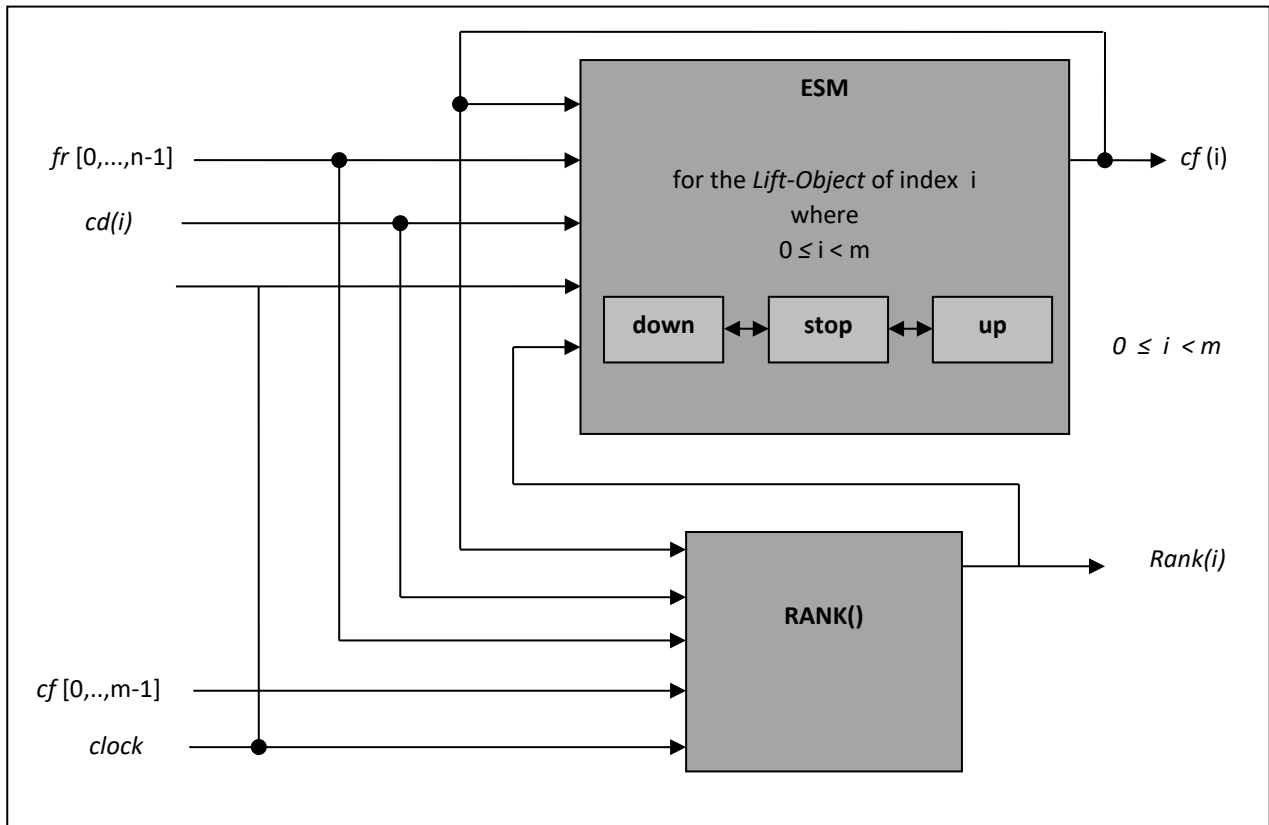 ESM
fr [0,...,n-1]
cf (i)
for the Lift-Object of index i
where
0 ≤ i < m
cd(i)
down
stop
up
0 ≤ i < m
Rank(i)
RANK()
cf [0,..,m-1]
clock